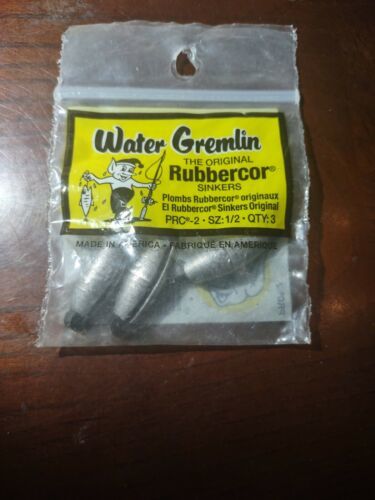 Water Gremlin
THE ORIGINAL
Rubbercor®
SINKERS
Plombs Rubbercor® originaux
El Rubbercor® Sinkers Original
PRC®-2 • SZ:1/2 • QTY:3
MADE IN AMERICA • FABRIQUÉ EN AMERIQUE